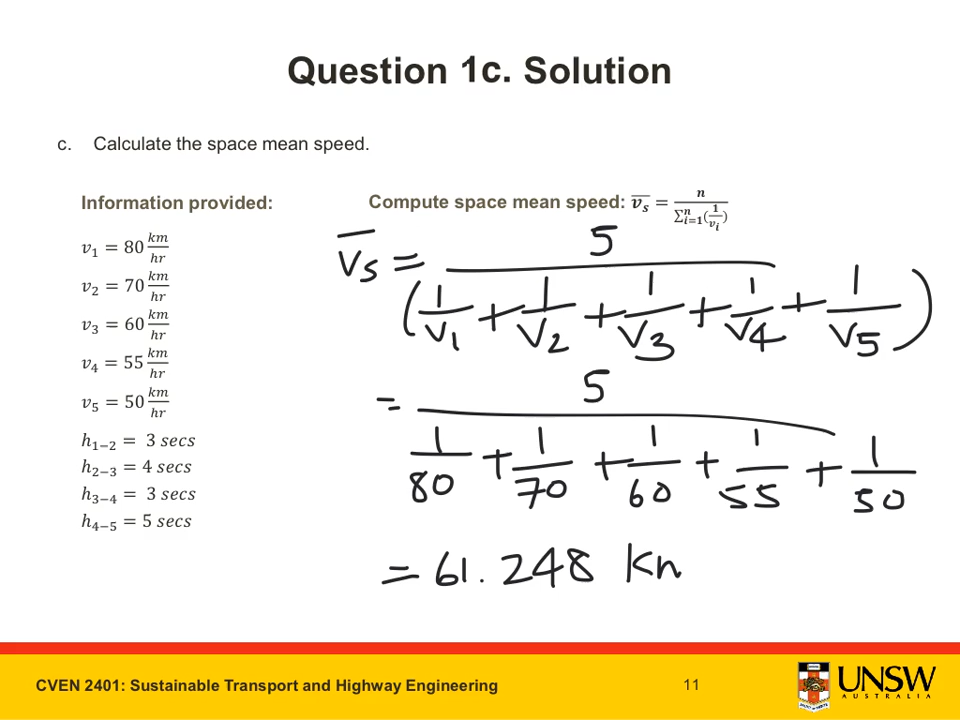 Question 1c. Solution
c. Calculate the space mean speed.
Information provided:
v₁ = 80 km/hr
v₂ = 70 km/hr
v₃ = 60 km/hr
v₄ = 55 km/hr
v₅ = 50 km/hr
h₁₋₂ = 3 secs
h₂₋₃ = 4 secs
h₃₋₄ = 3 secs
h₄₋₅ = 5 secs
Compute space mean speed: v̅ₛ = n / ∑ⁿᵢ₌₁(1/vᵢ)
V̅s = 5 / (1/V1 + 1/V2 + 1/V3 + 1/V4 + 1/V5)
= 5 / 1/80 + 1/70 + 1/60 + 1/55 + 1/50
= 61.248 Kn
CVEN 2401: Sustainable Transport and Highway Engineering
11
UNSW
AUSTRALIA